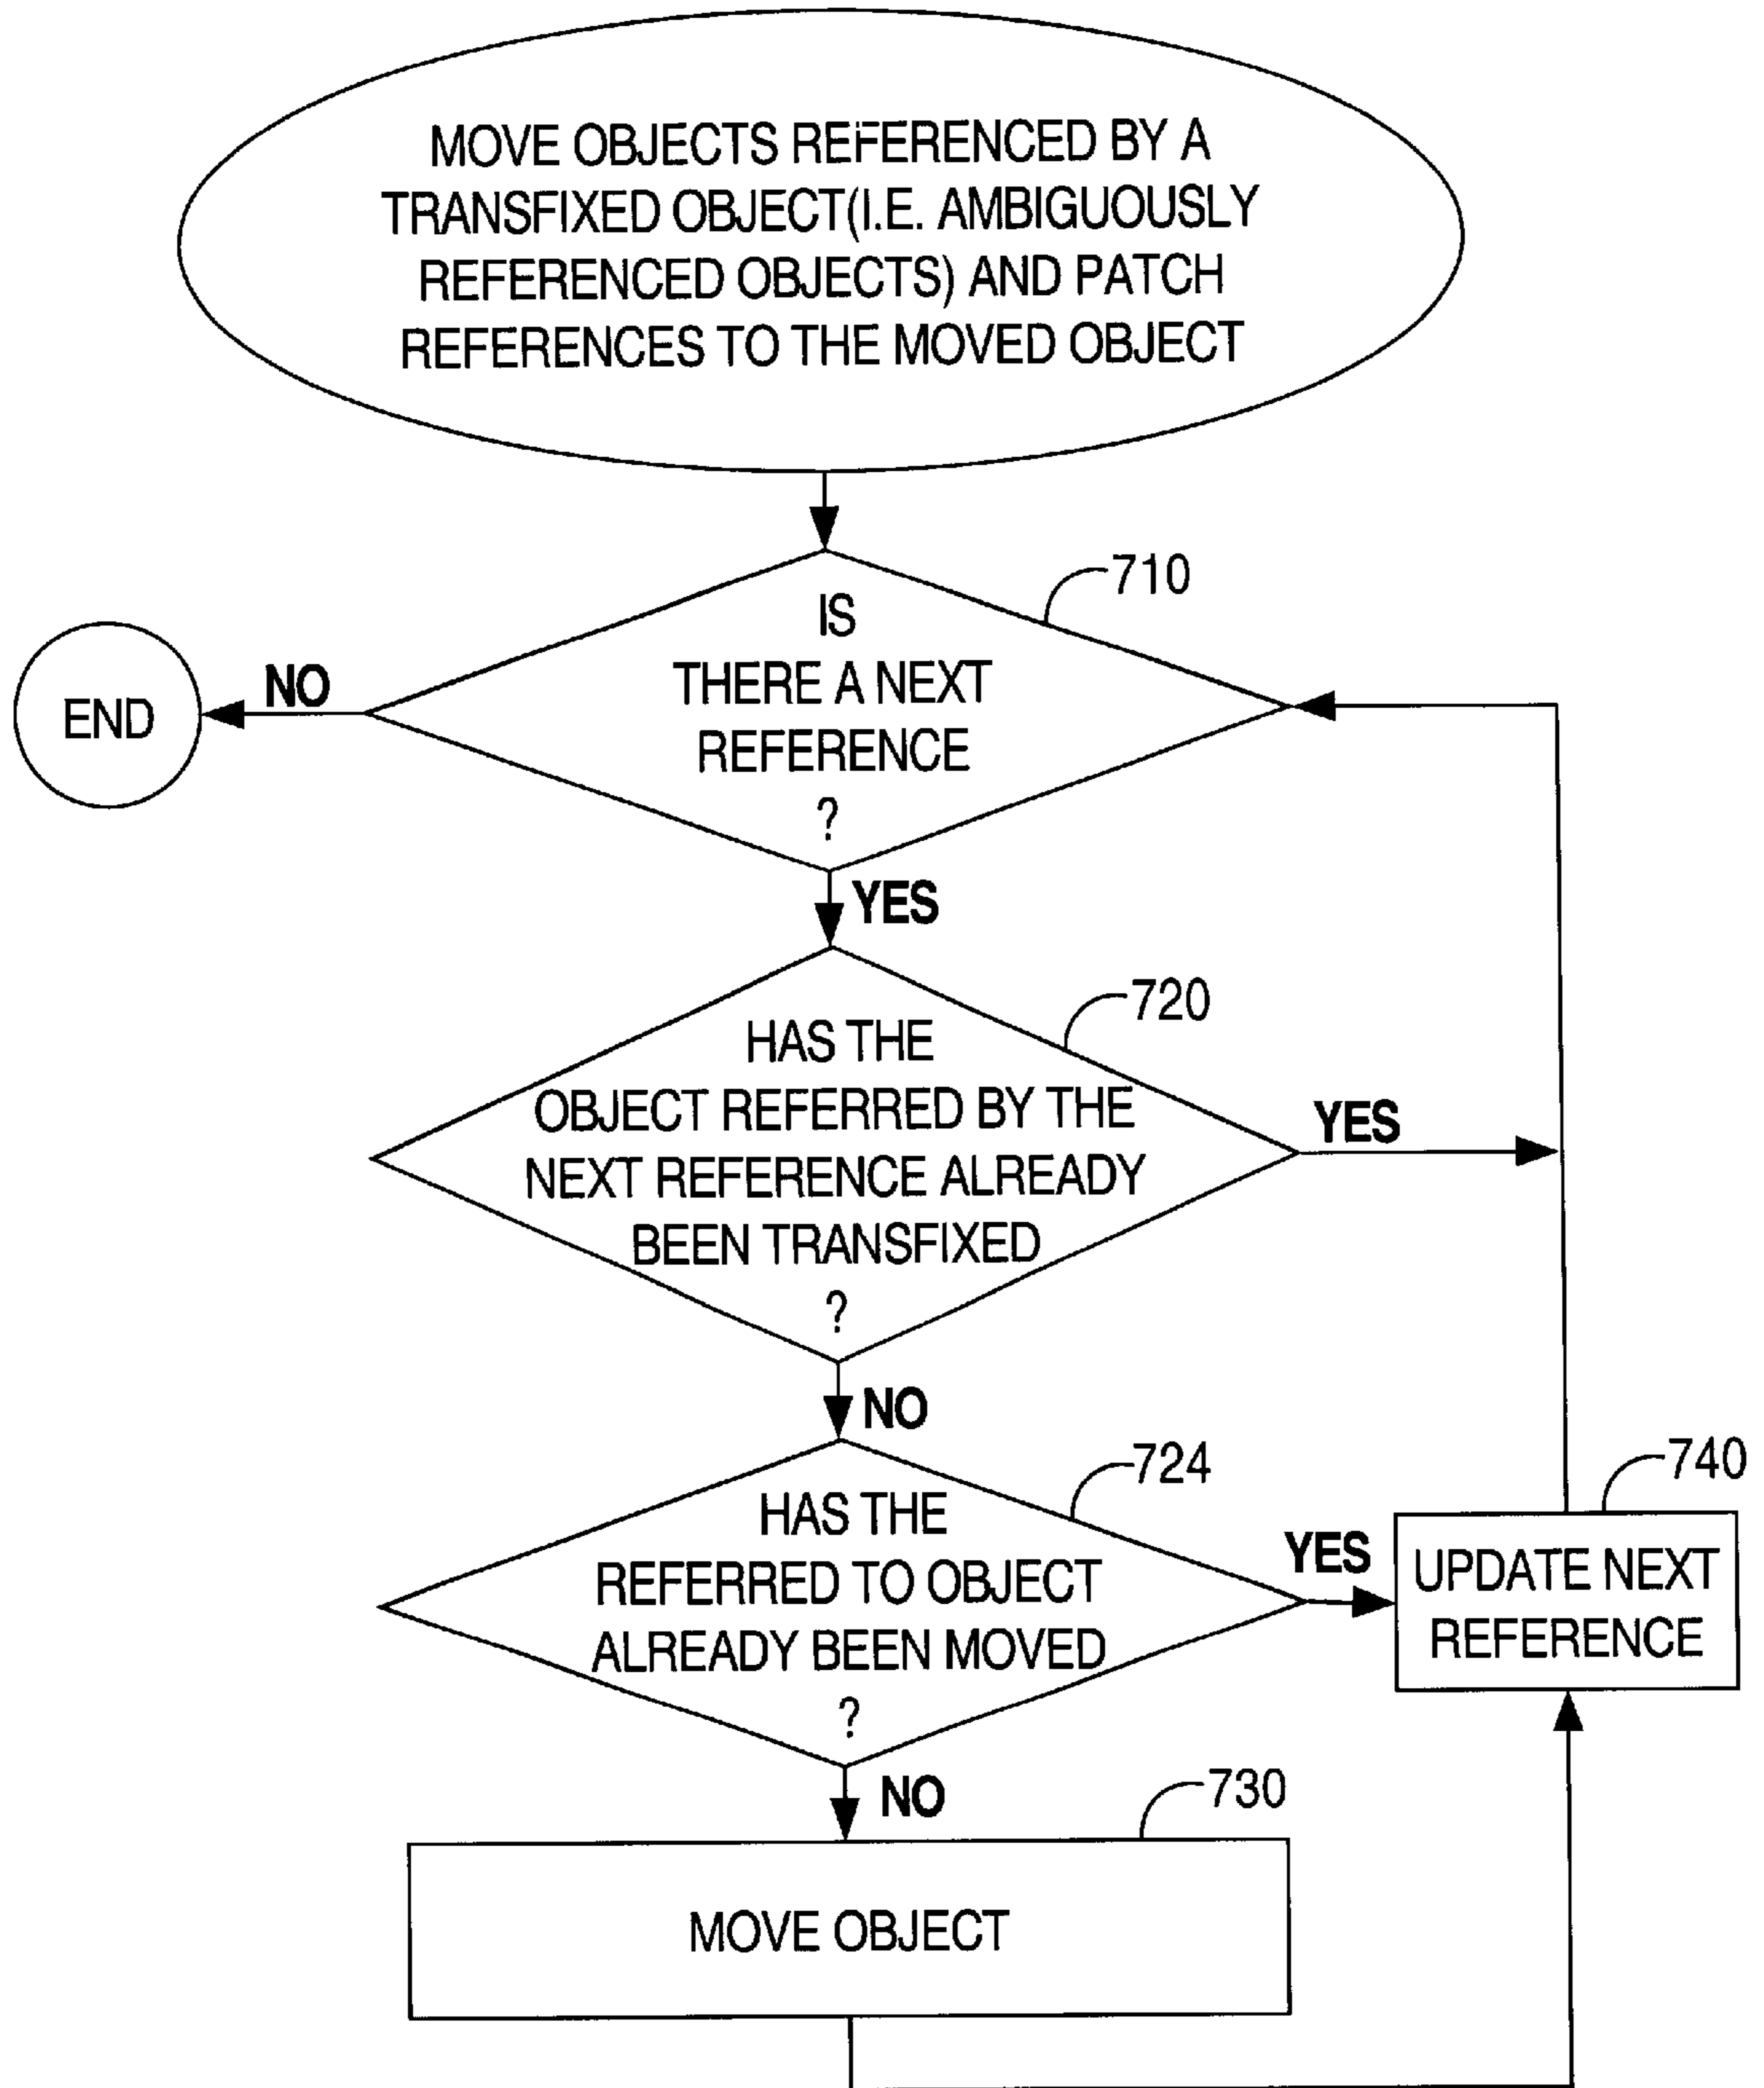 MOVE OBJECTS REFERENCED BY A
TRANSFIXED OBJECT(I.E. AMBIGUOUSLY
REFERENCED OBJECTS) AND PATCH
REFERENCES TO THE MOVED OBJECT
710
IS
THERE A NEXT
REFERENCE
?
NO
END
YES
720
HAS THE
OBJECT REFERRED BY THE
NEXT REFERENCE ALREADY
BEEN TRANSFIXED
?
YES
NO
724
HAS THE
REFERRED TO OBJECT
ALREADY BEEN MOVED
?
YES
740
UPDATE NEXT
REFERENCE
NO
730
MOVE OBJECT